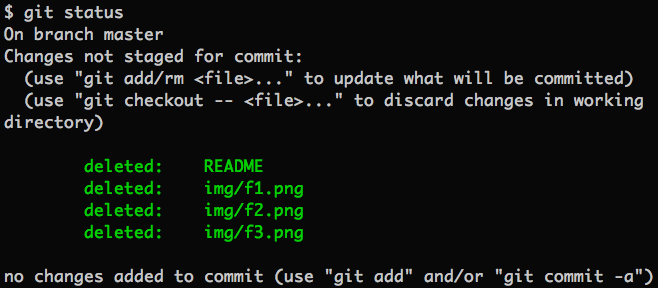 $ git status
On branch master
Changes not staged for commit:
  (use "git add/rm <file>..." to update what will be committed)
  (use "git checkout -- <file>..." to discard changes in working
directory)

        deleted:    README
        deleted:    img/f1.png
        deleted:    img/f2.png
        deleted:    img/f3.png

no changes added to commit (use "git add" and/or "git commit -a")